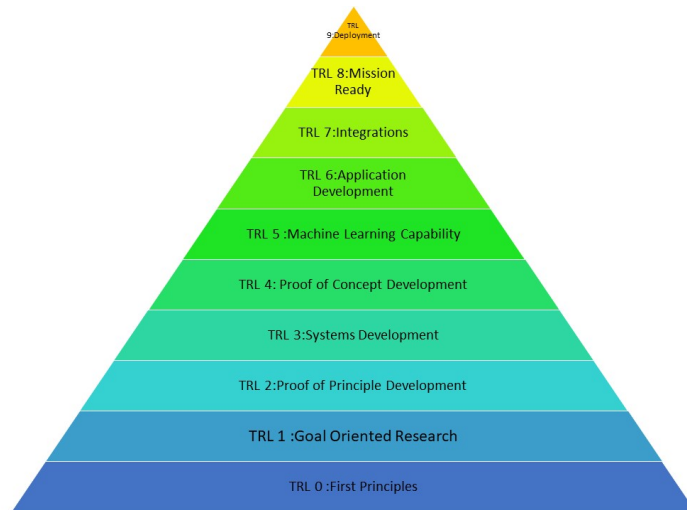 TRL
9:Deployment
TRL 8:Mission
Ready
TRL 7:Integrations
TRL 6:Application
Development
TRL 5 :Machine Learning Capability
TRL 4: Proof of Concept Development
TRL 3:Systems Development
TRL 2:Proof of Principle Development
TRL 1 :Goal Oriented Research
TRL 0 :First Principles